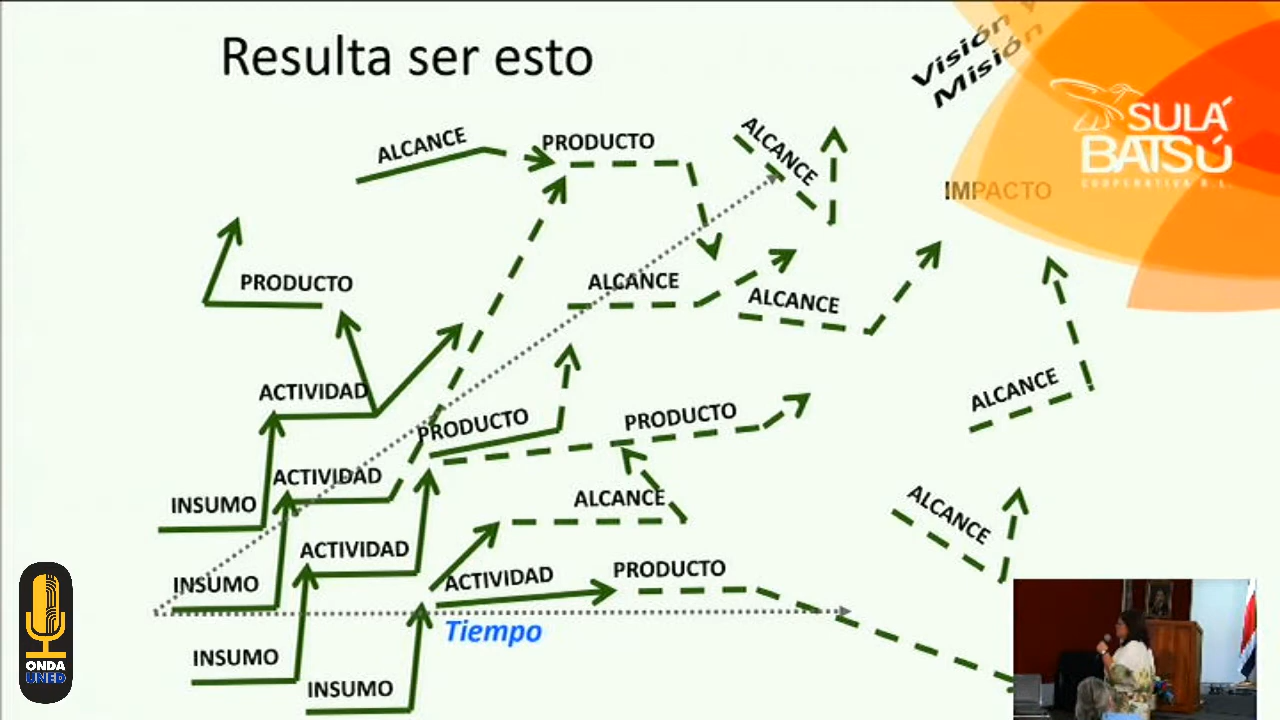 Resulta ser esto
Visión y
Misión
SULÁ
BATSÚ
COOPERATIVA R.L.
ALCANCE
PRODUCTO
ALCANCE
IMPACTO
PRODUCTO
ALCANCE
ALCANCE
ACTIVIDAD
ALCANCE
PRODUCTO
PRODUCTO
ACTIVIDAD
INSUMO
ALCANCE
ALCANCE
ACTIVIDAD
INSUMO
ACTIVIDAD
PRODUCTO
Tiempo
INSUMO
INSUMO
ONDA
UNED